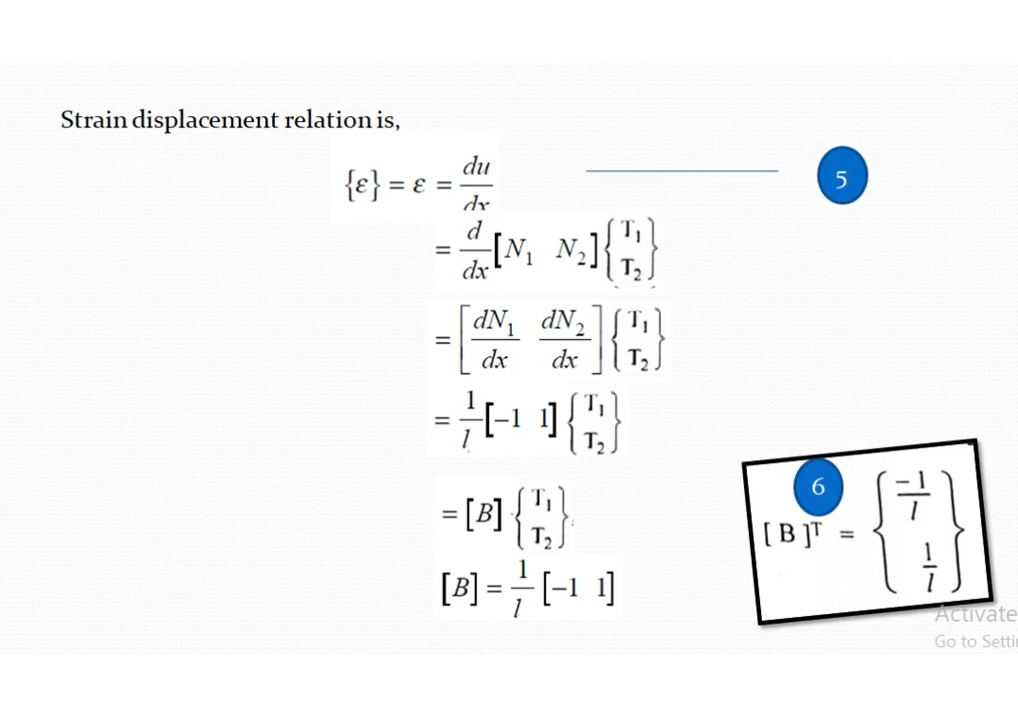 Strain displacement relation is,
{ε} = ε = du/dx
5
= d/dx [N₁ N₂] {T₁ T₂}
= [dN₁/dx dN₂/dx] {T₁ T₂}
= 1/l [−1 1] {T₁ T₂}
= [B] {T₁ T₂}
[B] = 1/l [−1 1]
6
[B]ᵀ = {−1/l 1/l}
Activate
Go to Setti